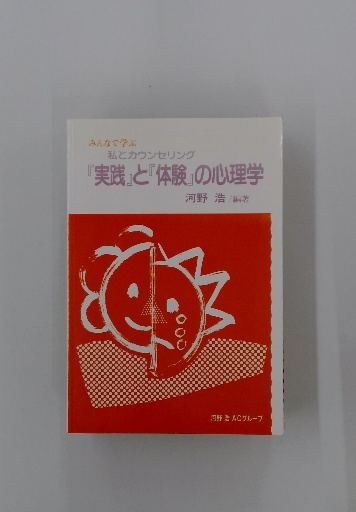 みんなで学ぶ
私とカウンセリング
『実践』と『体験』の心理学
河野 浩/編著
河野 浩・ACグループ